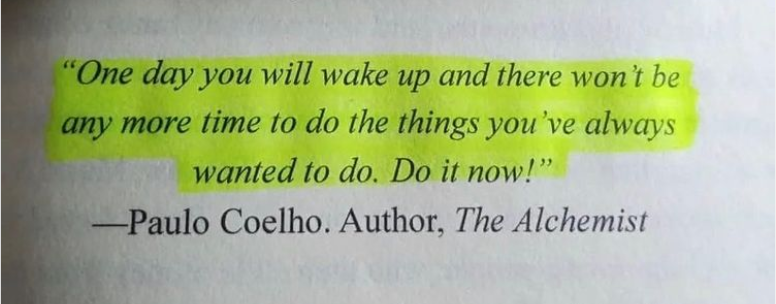 “One day you will wake up and there won’t be
any more time to do the things you’ve always
wanted to do. Do it now!”
—Paulo Coelho. Author, The Alchemist